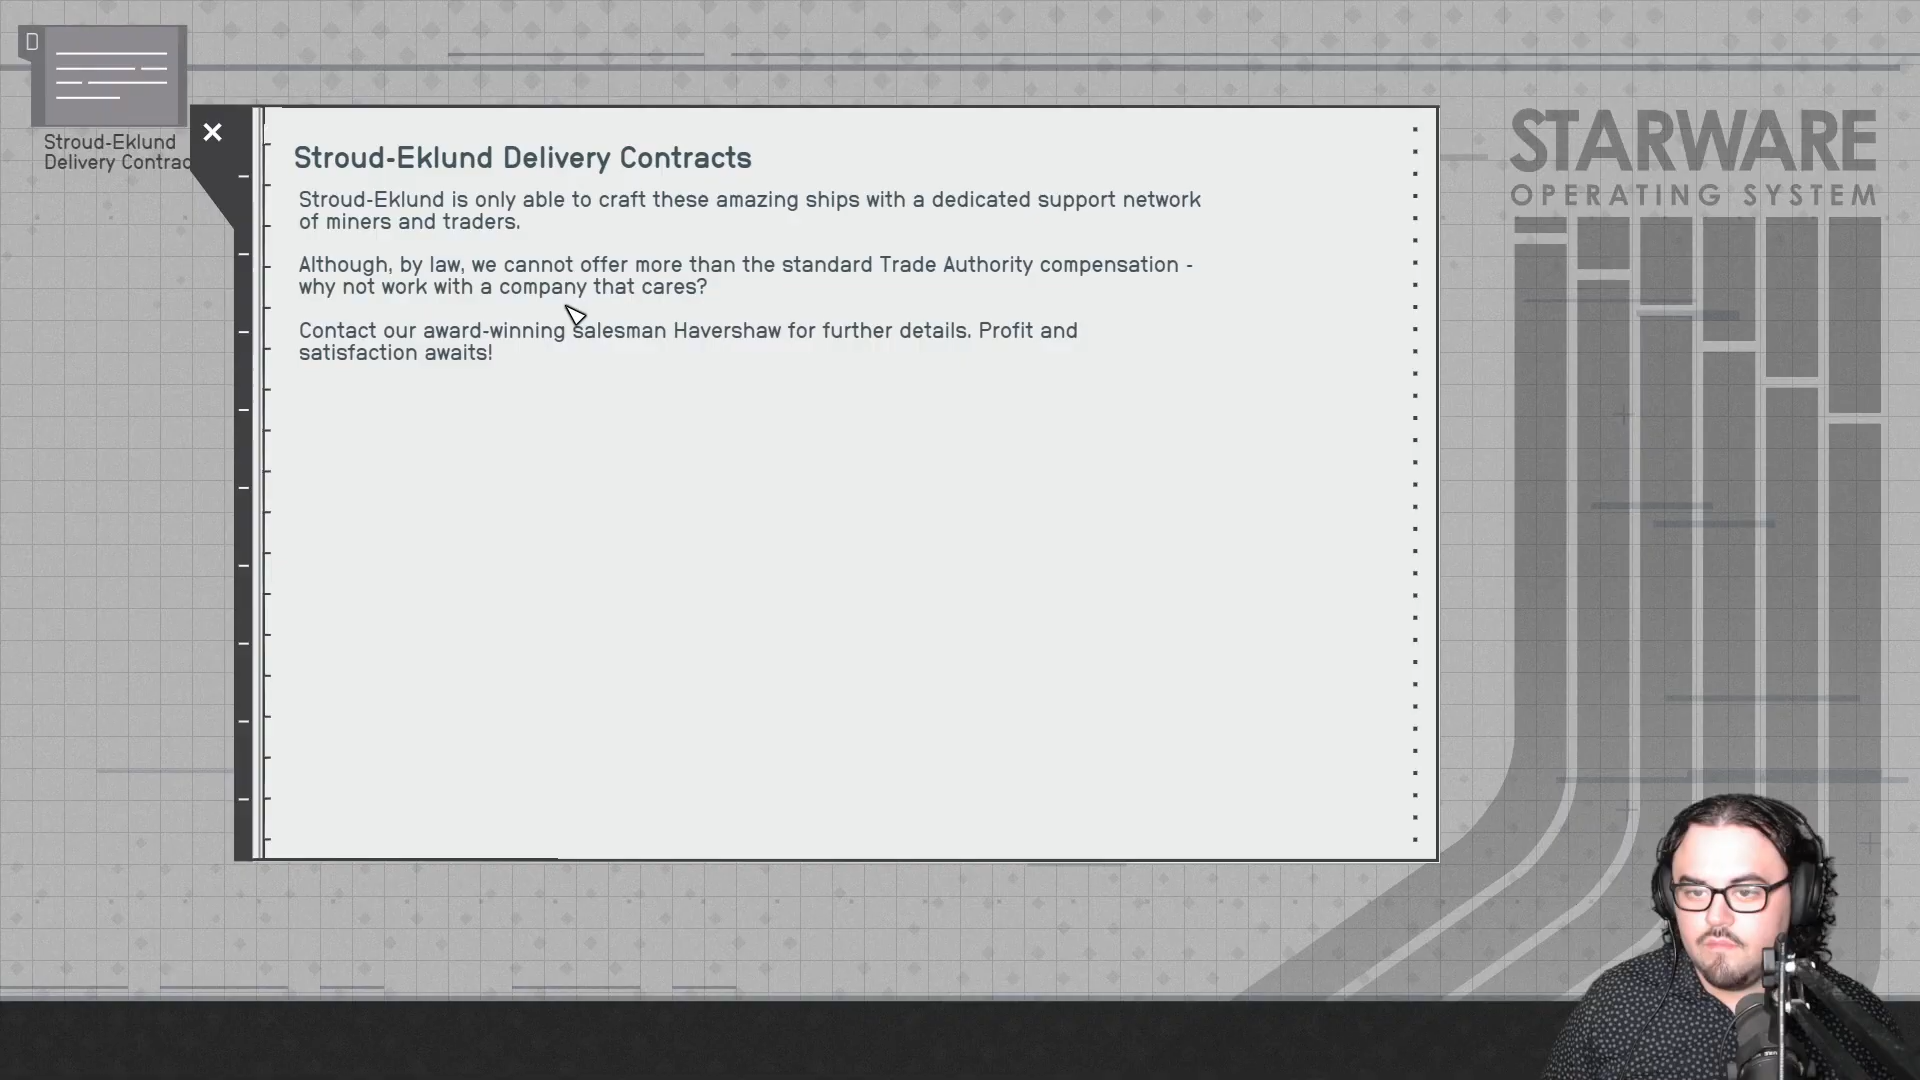 Stroud-Eklund
Delivery Contrac
Stroud-Eklund Delivery Contracts
Stroud-Eklund is only able to craft these amazing ships with a dedicated support network
of miners and traders.
Although, by law, we cannot offer more than the standard Trade Authority compensation -
why not work with a company that cares?
Contact our award-winning salesman Havershaw for further details. Profit and
satisfaction awaits!
STARWARE
OPERATING SYSTEM